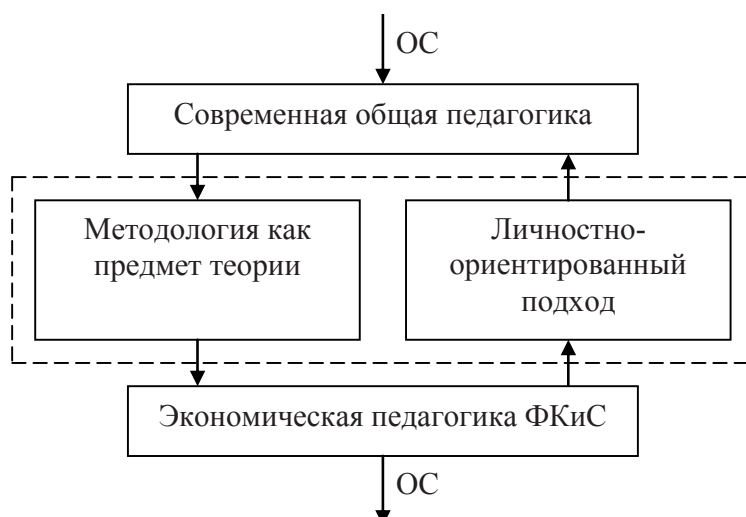 ОС
Современная общая педагогика
Методология как
предмет теории
Личностно-
ориентированный
подход
Экономическая педагогика ФКиС
ОС